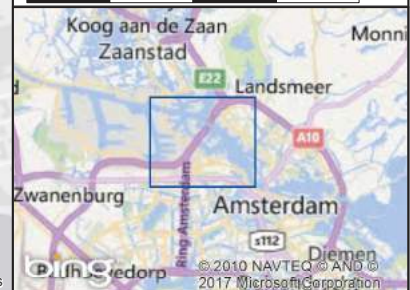 Koog aan de Zaan
Zaanstad
Monni
E22
Landsmeer
A10
Zwanenburg
Ring Amsterdam
Amsterdam
s112
Diemen
bing
© 2010 NAVTEQ © AND ©
2017 Microsoft Corporation
s